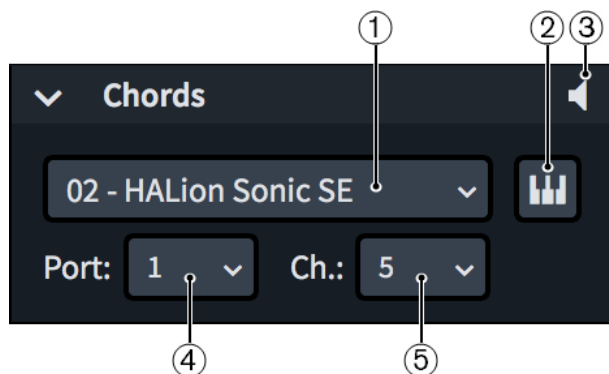 ① ② ③
Chords
02 - HALion Sonic SE
Port: 1 Ch.: 5
④ ⑤